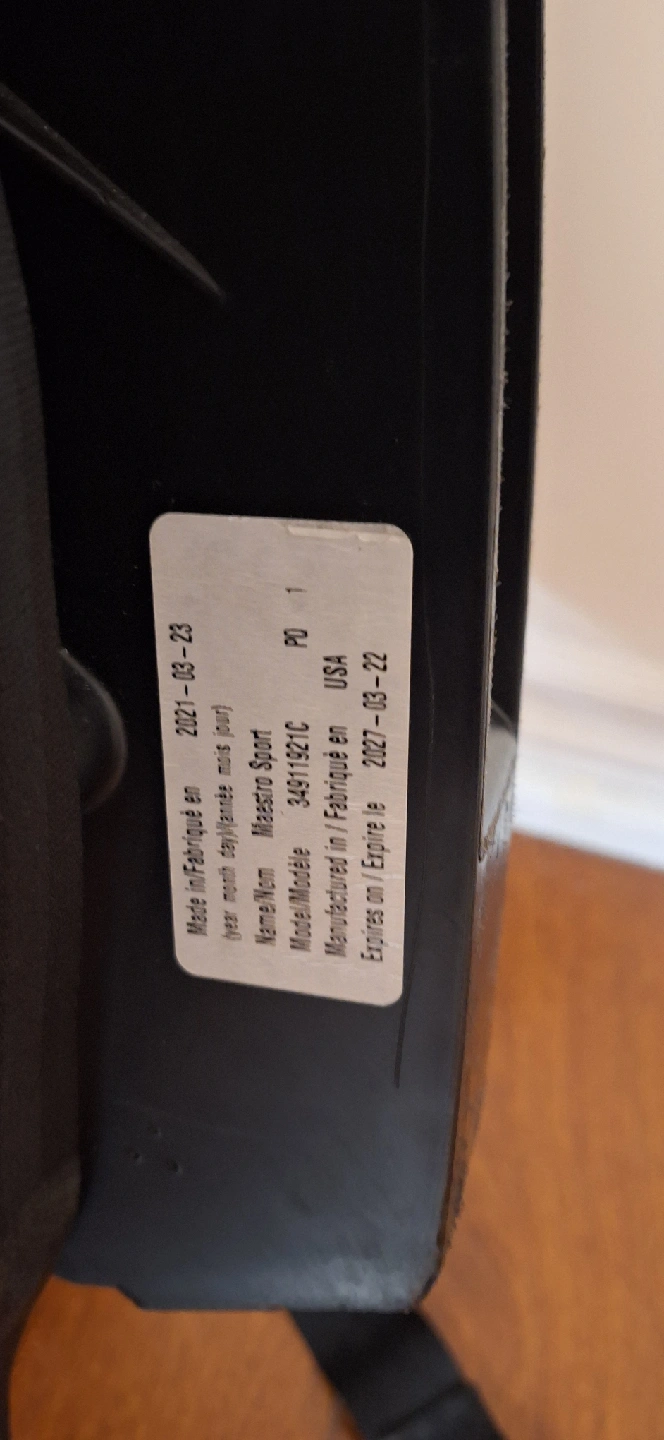 Made in/Fabriqué en 2021-03-23
(year month day)/(année mois jour)
Name/Nom Maestro Sport
Model/Modèle 34911921C PD 1
Manufactured in / Fabriqué en USA
Expires on / Expire le 2027-03-22